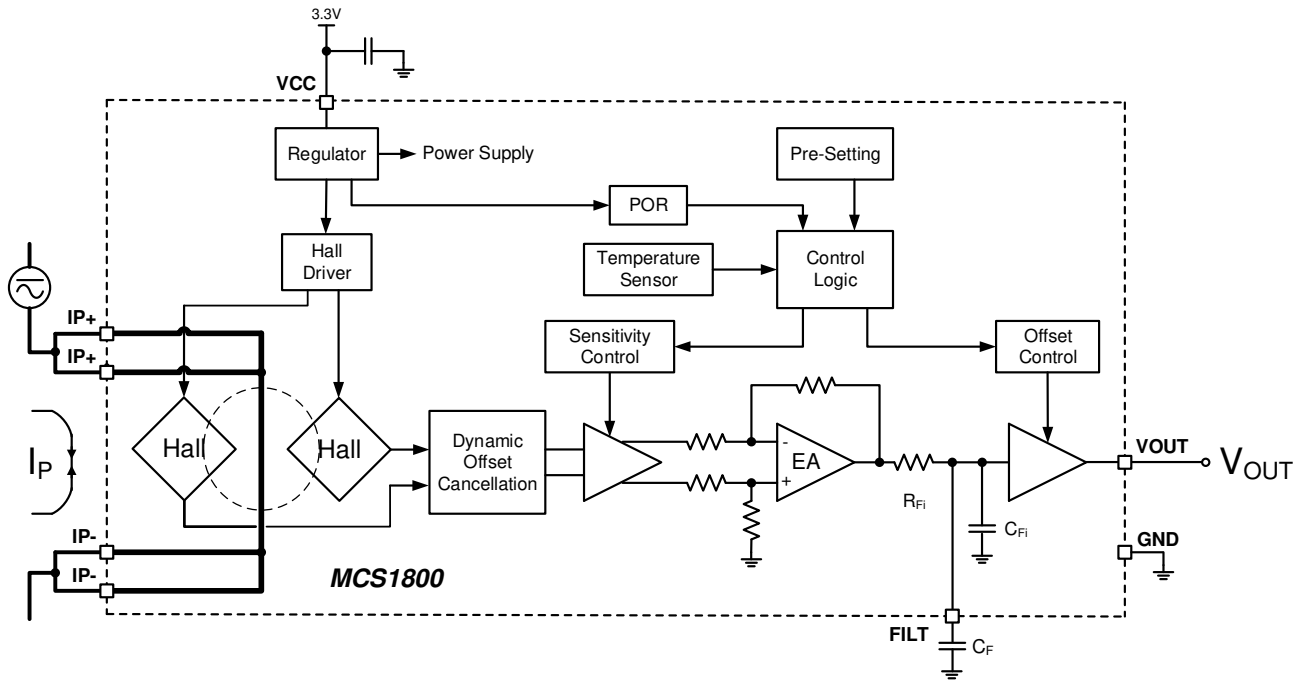 3.3V
VCC
Regulator
Power Supply
Pre-Setting
POR
Hall
Driver
Temperature
Sensor
Control
Logic
IP+
IP+
Sensitivity
Control
Offset
Control
Hall
Hall
Dynamic
Offset
Cancellation
-
EA
+
VOUT
VOUT
IP
RFi
CFi
GND
IP-
IP-
MCS1800
FILT
CF